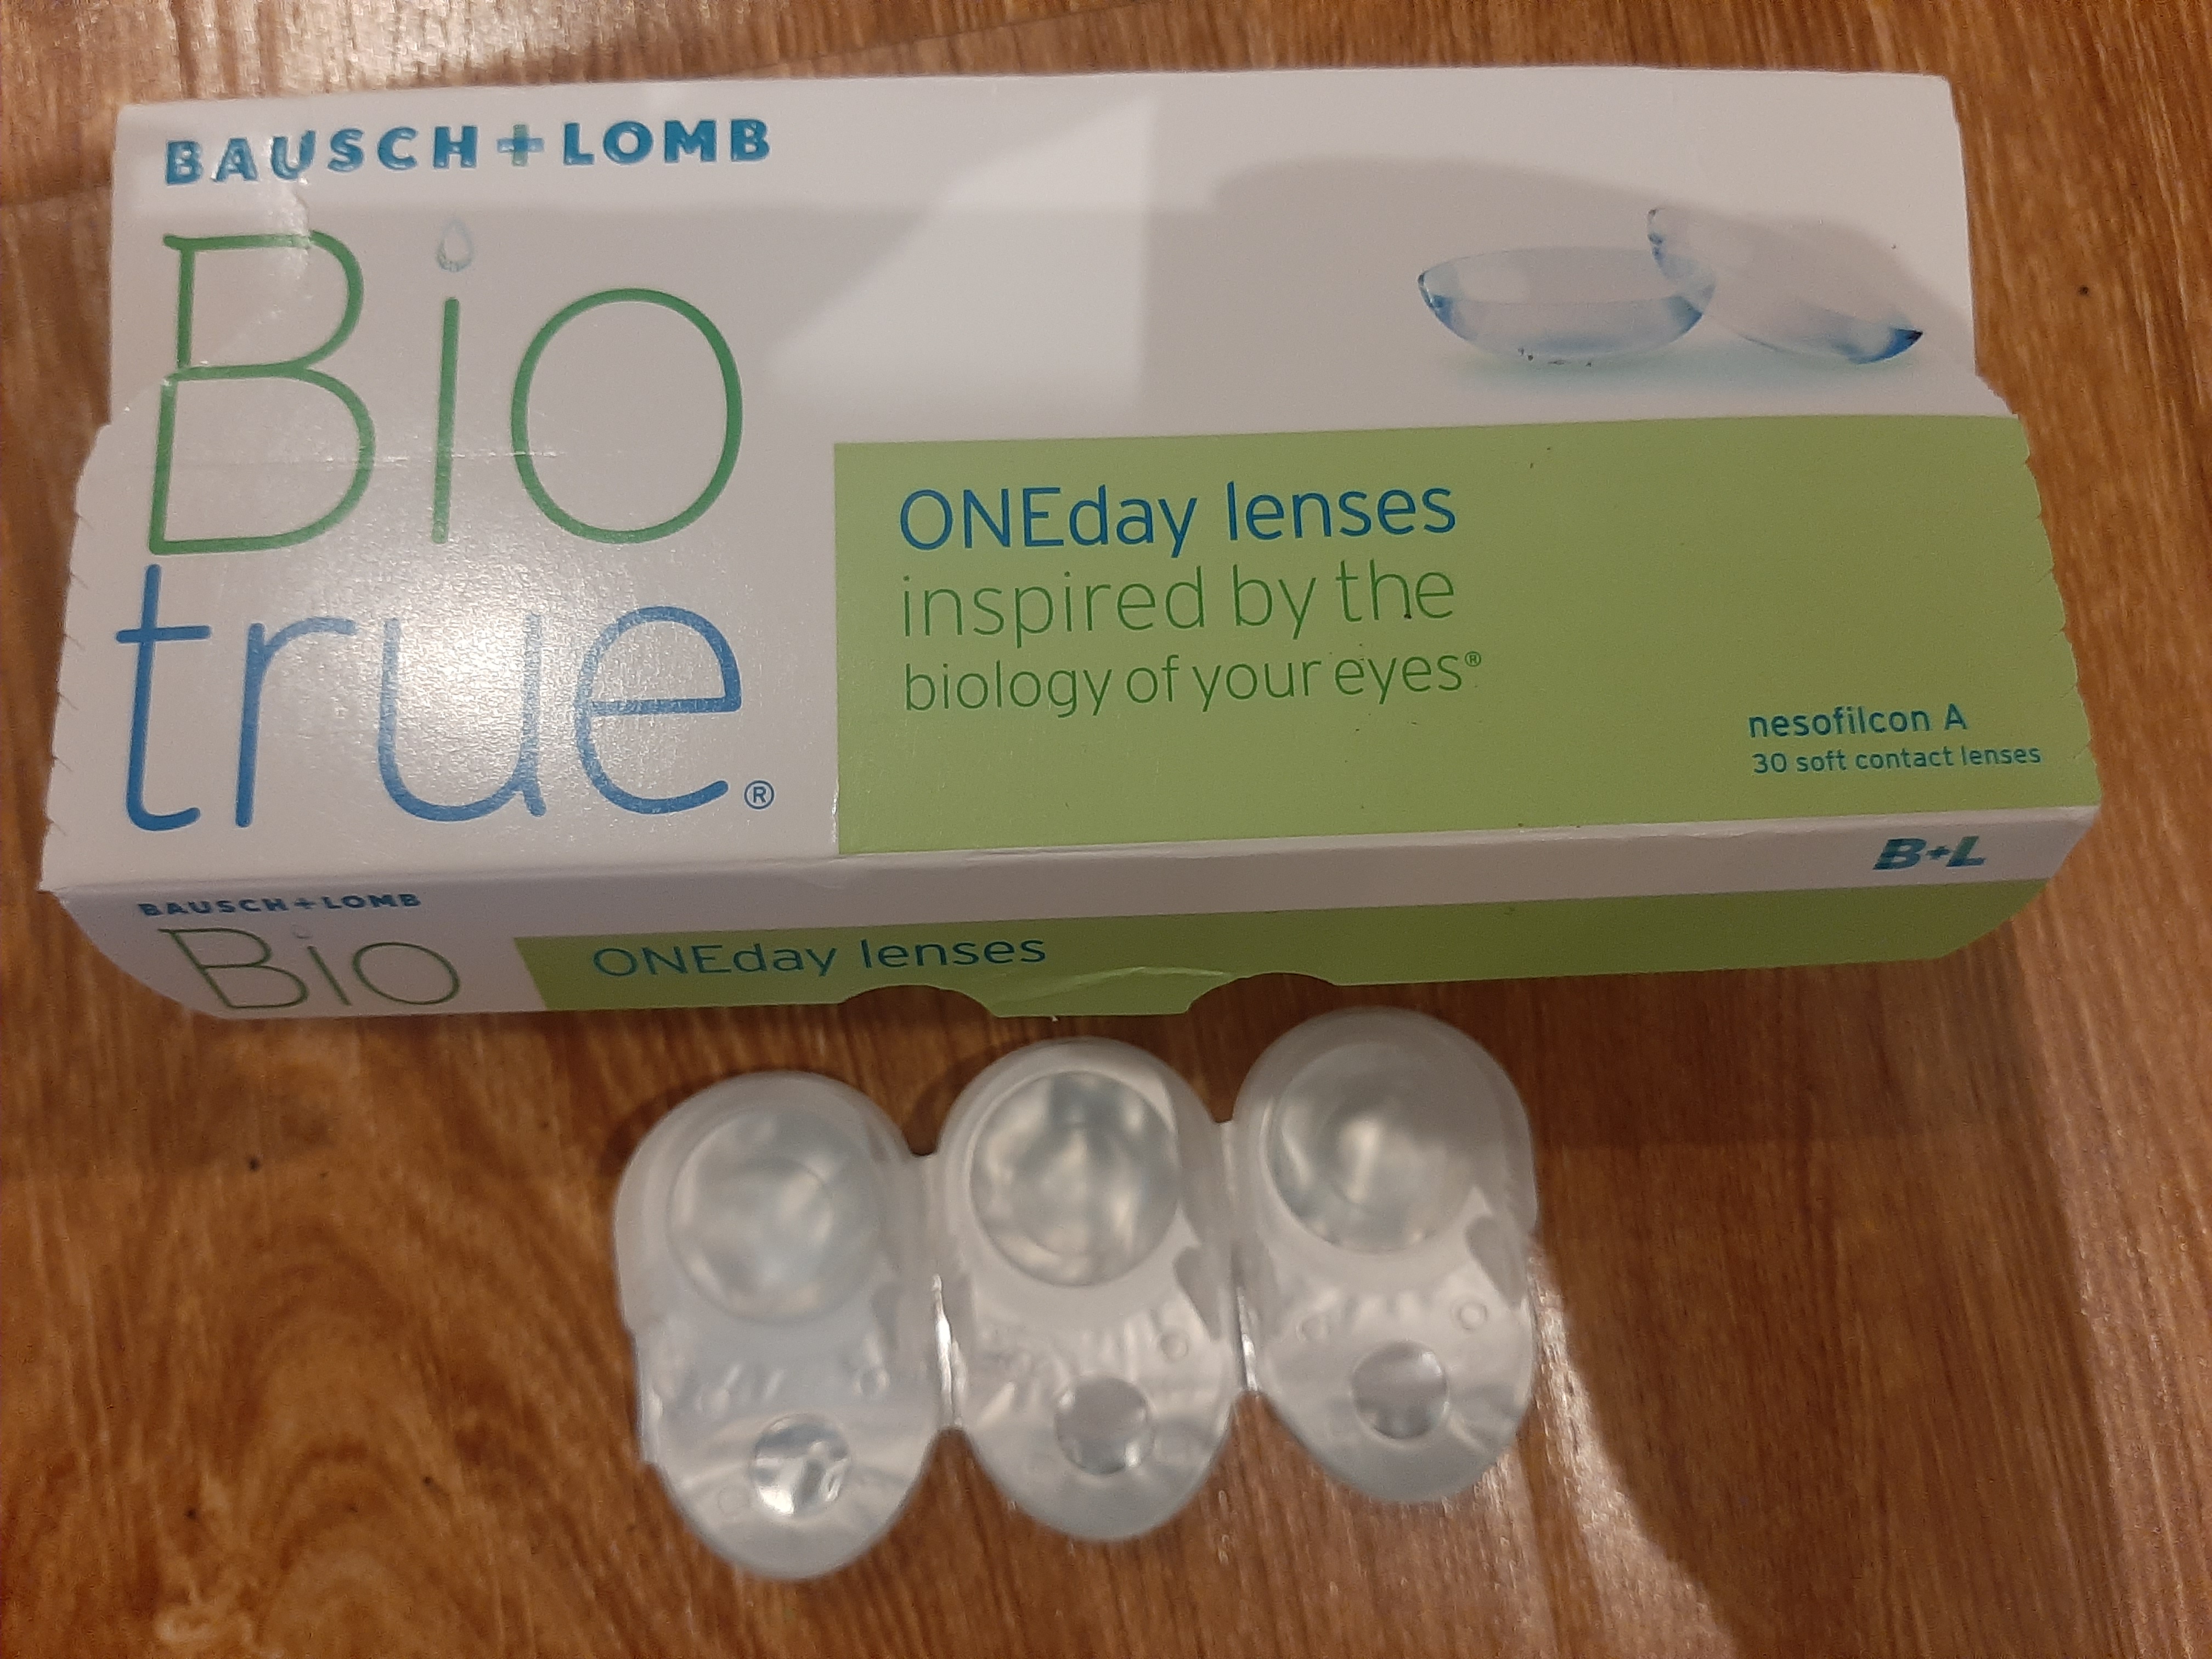 BAUSCH+LOMB
Bio
true®
ONEday lenses
inspired by the
biology of your eyes®
nesofilcon A
30 soft contact lenses
B+L
BAUSCH+LOMB
Bio
ONEday lenses